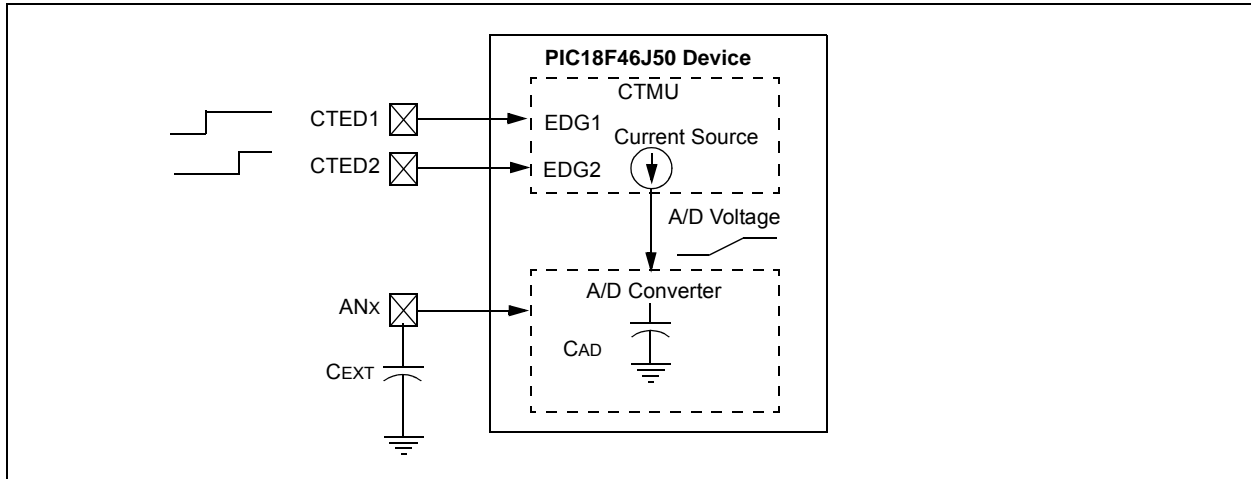 PIC18F46J50 Device
CTMU
CTED1
EDG1
Current Source
CTED2
EDG2
A/D Voltage
A/D Converter
ANX
CAD
CEXT